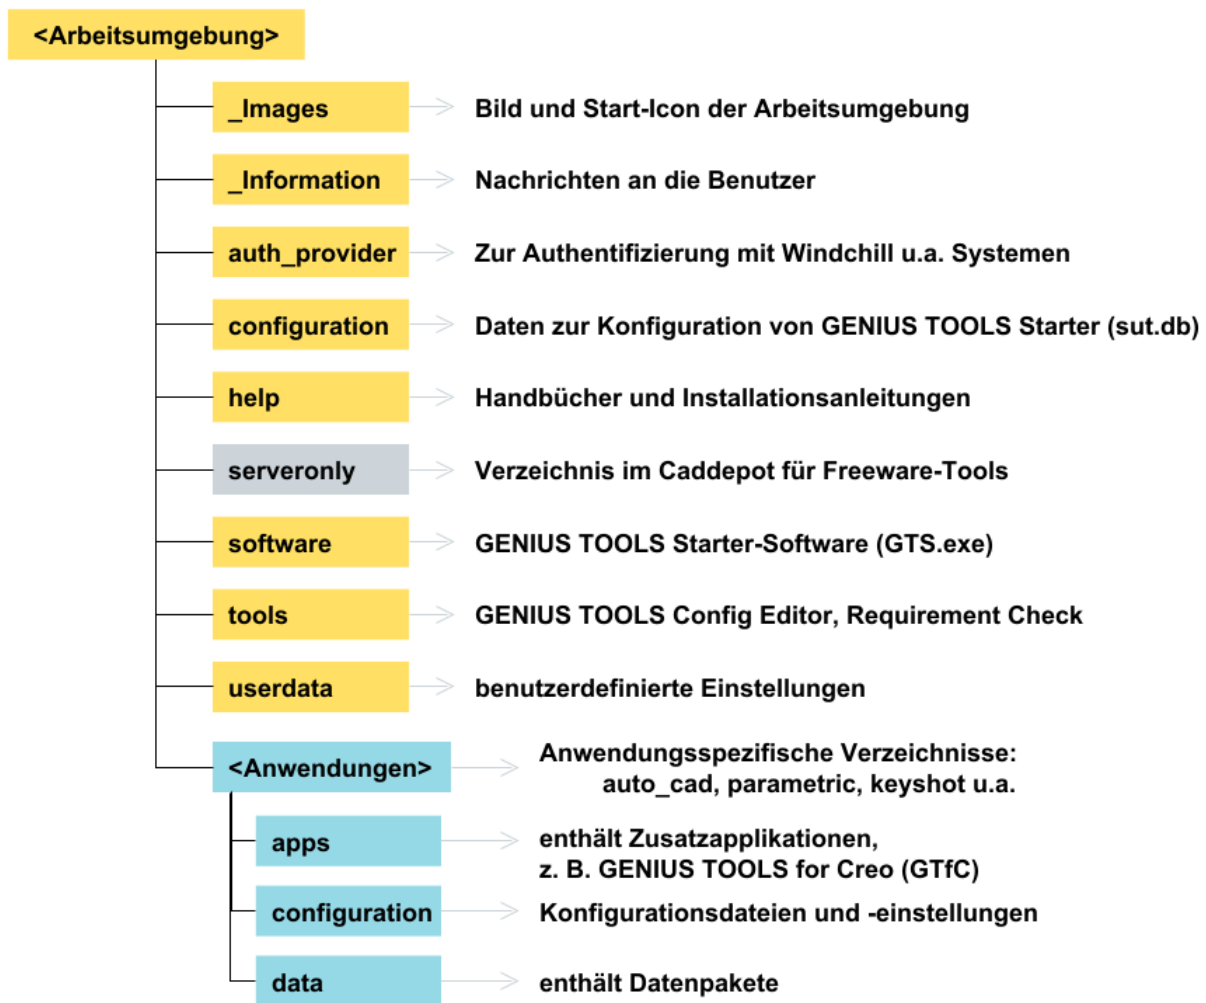 <Arbeitsumgebung>
_Images
Bild und Start-Icon der Arbeitsumgebung
_Information
Nachrichten an die Benutzer
auth_provider
Zur Authentifizierung mit Windchill u.a. Systemen
configuration
Daten zur Konfiguration von GENIUS TOOLS Starter (sut.db)
help
Handbücher und Installationsanleitungen
serveronly
Verzeichnis im Caddepot für Freeware-Tools
software
GENIUS TOOLS Starter-Software (GTS.exe)
tools
GENIUS TOOLS Config Editor, Requirement Check
userdata
benutzerdefinierte Einstellungen
<Anwendungen>
Anwendungsspezifische Verzeichnisse:
auto_cad, parametric, keyshot u.a.
apps
enthält Zusatzapplikationen,
z. B. GENIUS TOOLS for Creo (GTfC)
configuration
Konfigurationsdateien und -einstellungen
data
enthält Datenpakete